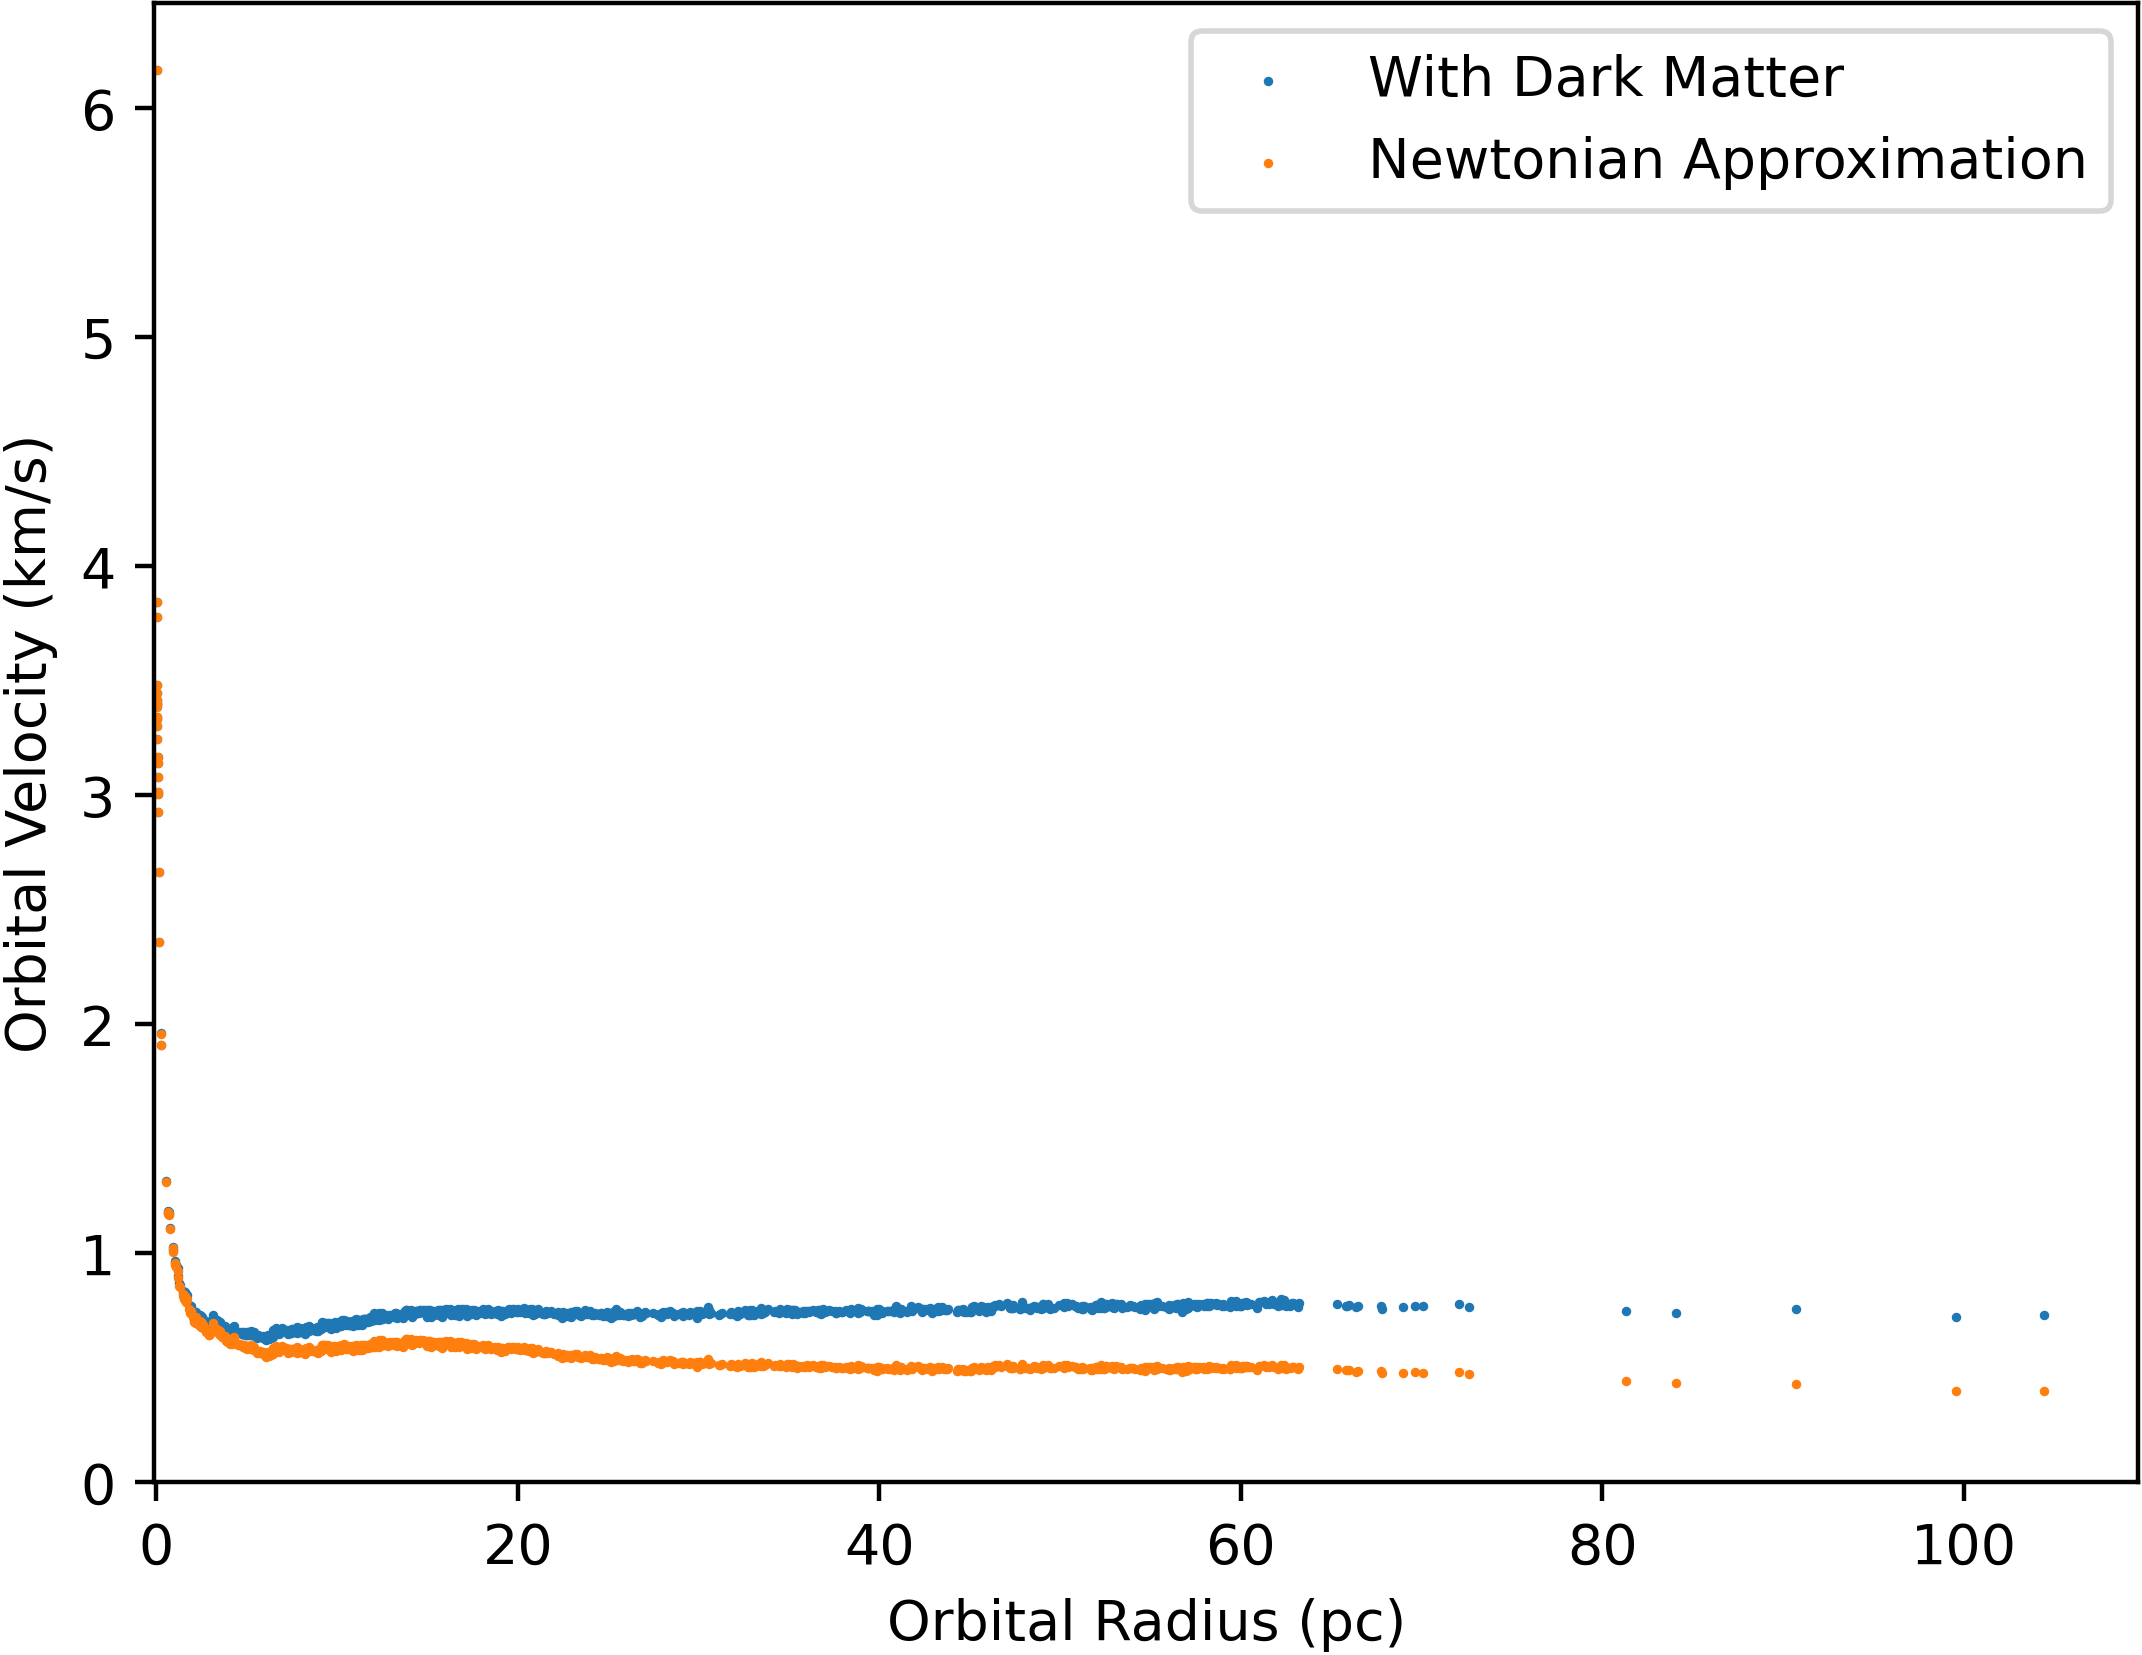 With Dark Matter
Newtonian Approximation
Orbital Velocity (km/s)
6
5
4
3
2
1
0
0 20 40 60 80 100
Orbital Radius (pc)